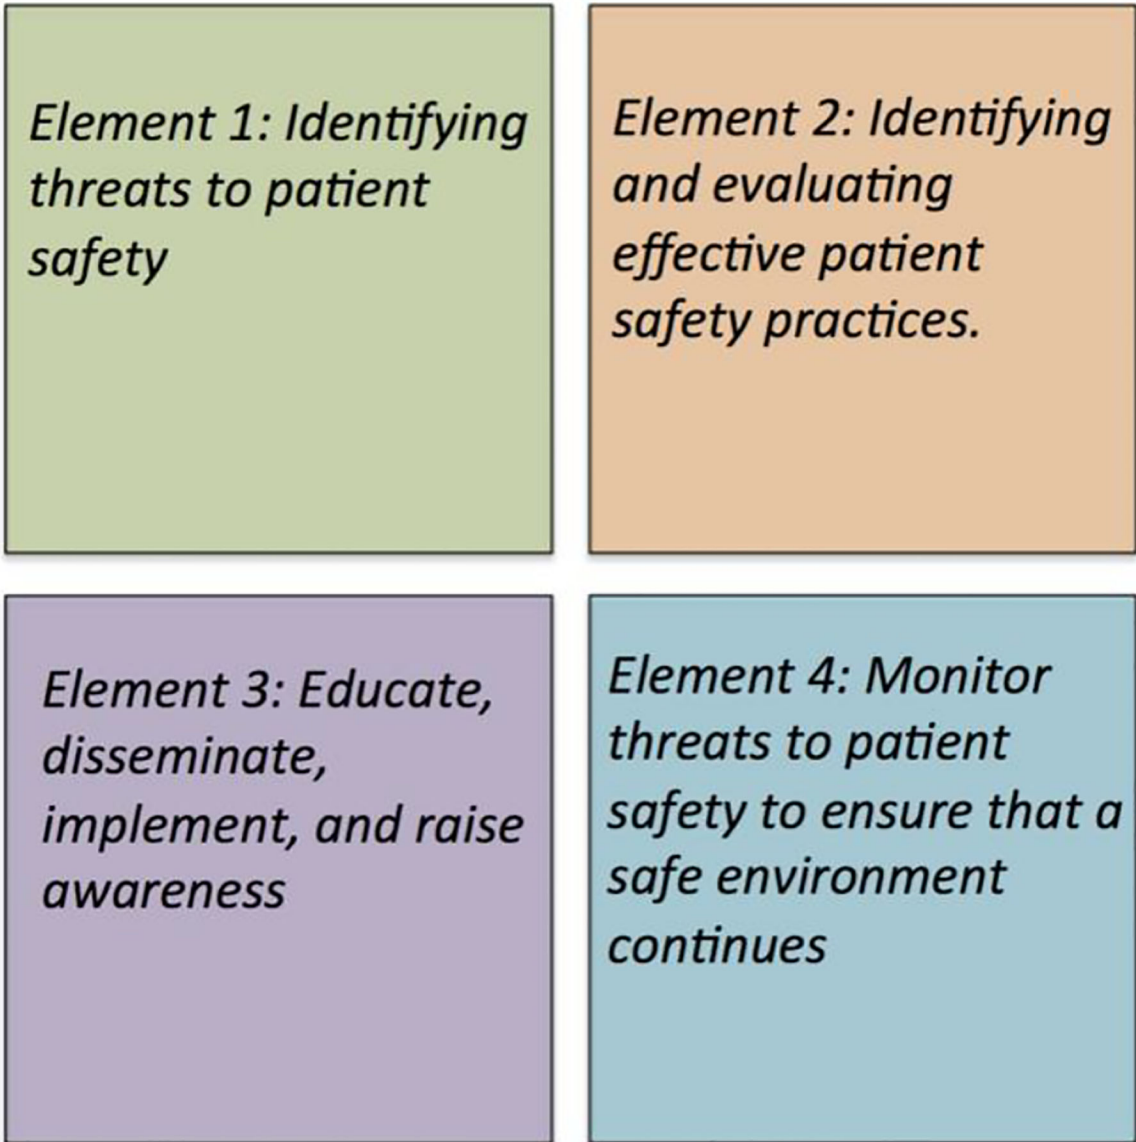 Element 1: Identifying
threats to patient
safety
Element 2: Identifying
and evaluating
effective patient
safety practices.
Element 3: Educate,
disseminate,
implement, and raise
awareness
Element 4: Monitor
threats to patient
safety to ensure that a
safe environment
continues